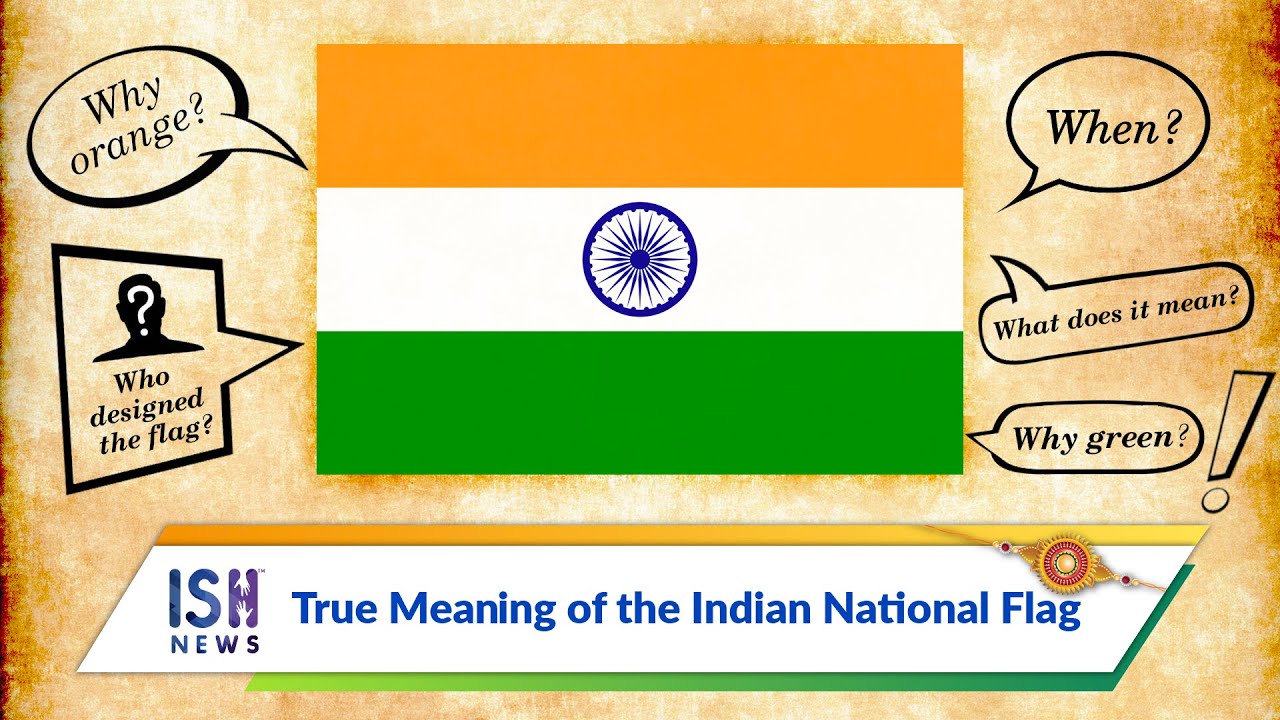 Why
orange?
When?
?
Who
designed
the flag?
What does it mean?
Why green?
!
ISH™
NEWS
True Meaning of the Indian National Flag